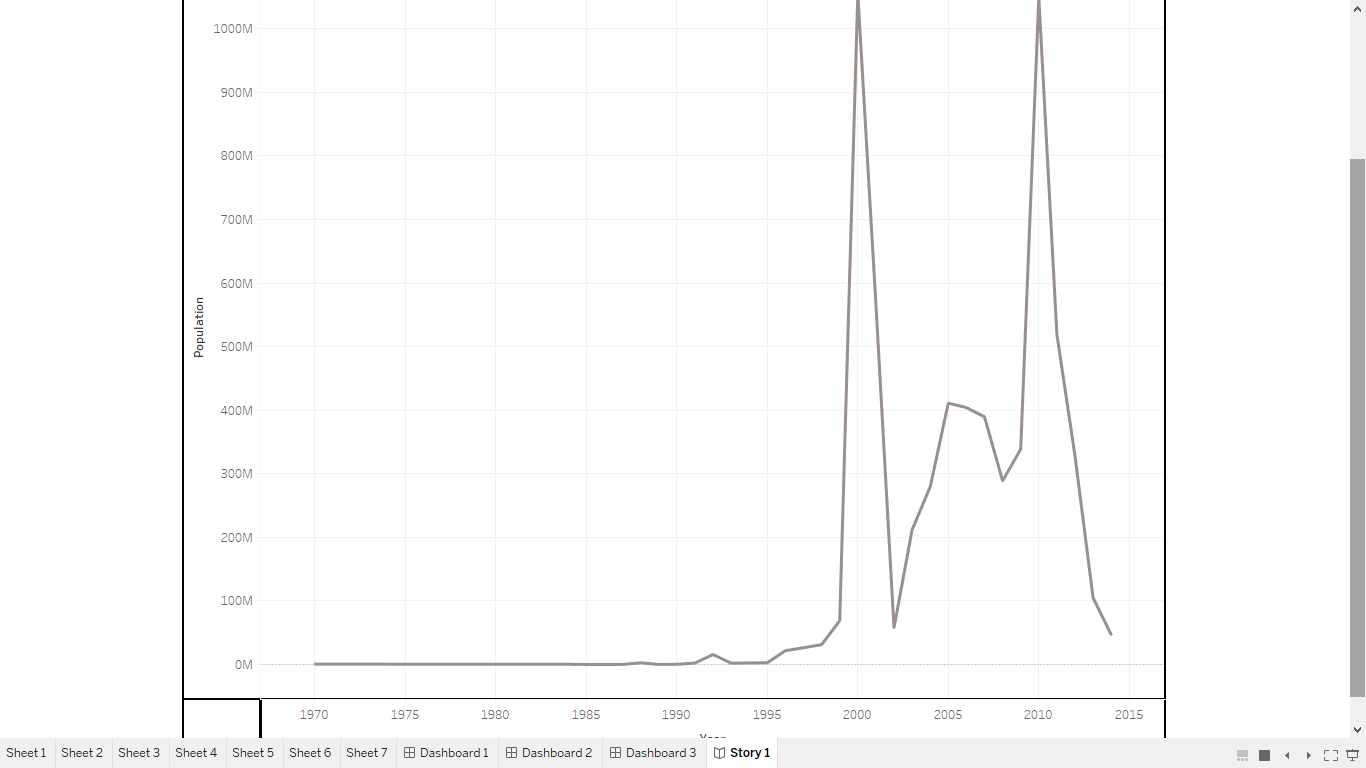 1000M
900M
800M
700M
600M
500M
400M
300M
200M
100M
0M
Population
1970 1975 1980 1985 1990 1995 2000 2005 2010 2015
Year
Sheet 1 Sheet 2 Sheet 3 Sheet 4 Sheet 5 Sheet 6 Sheet 7 Dashboard 1 Dashboard 2 Dashboard 3 Story 1